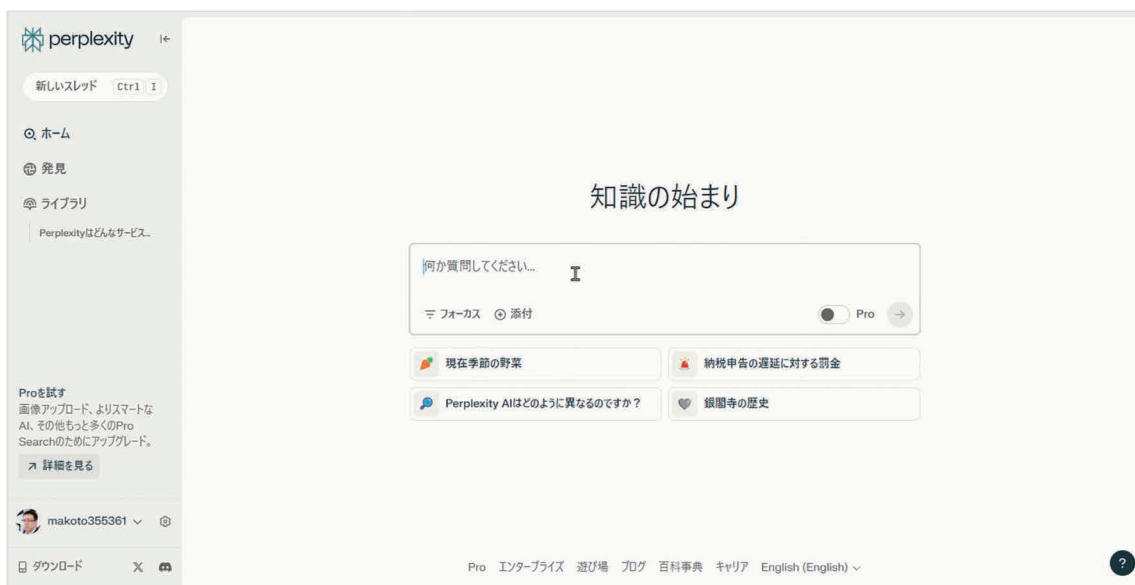 perplexity
新しいスレッド Ctrl I
ホーム
発見
ライブラリ
Perplexityはどんなサービス...
Proを試す
画像アップロード、よりスマートな
AI、その他もっと多くのPro
Searchのためにアップグレード。
詳細を見る
makoto355361
ダウンロード
知識の始まり
何か質問してください...
フォーカス 添付 Pro
現在季節の野菜
納税申告の遅延に対する罰金
Perplexity AIはどのように異なるのですか？
銀閣寺の歴史
Pro エンタープライズ 遊び場 ブログ 百科事典 キャリア English (English)
?